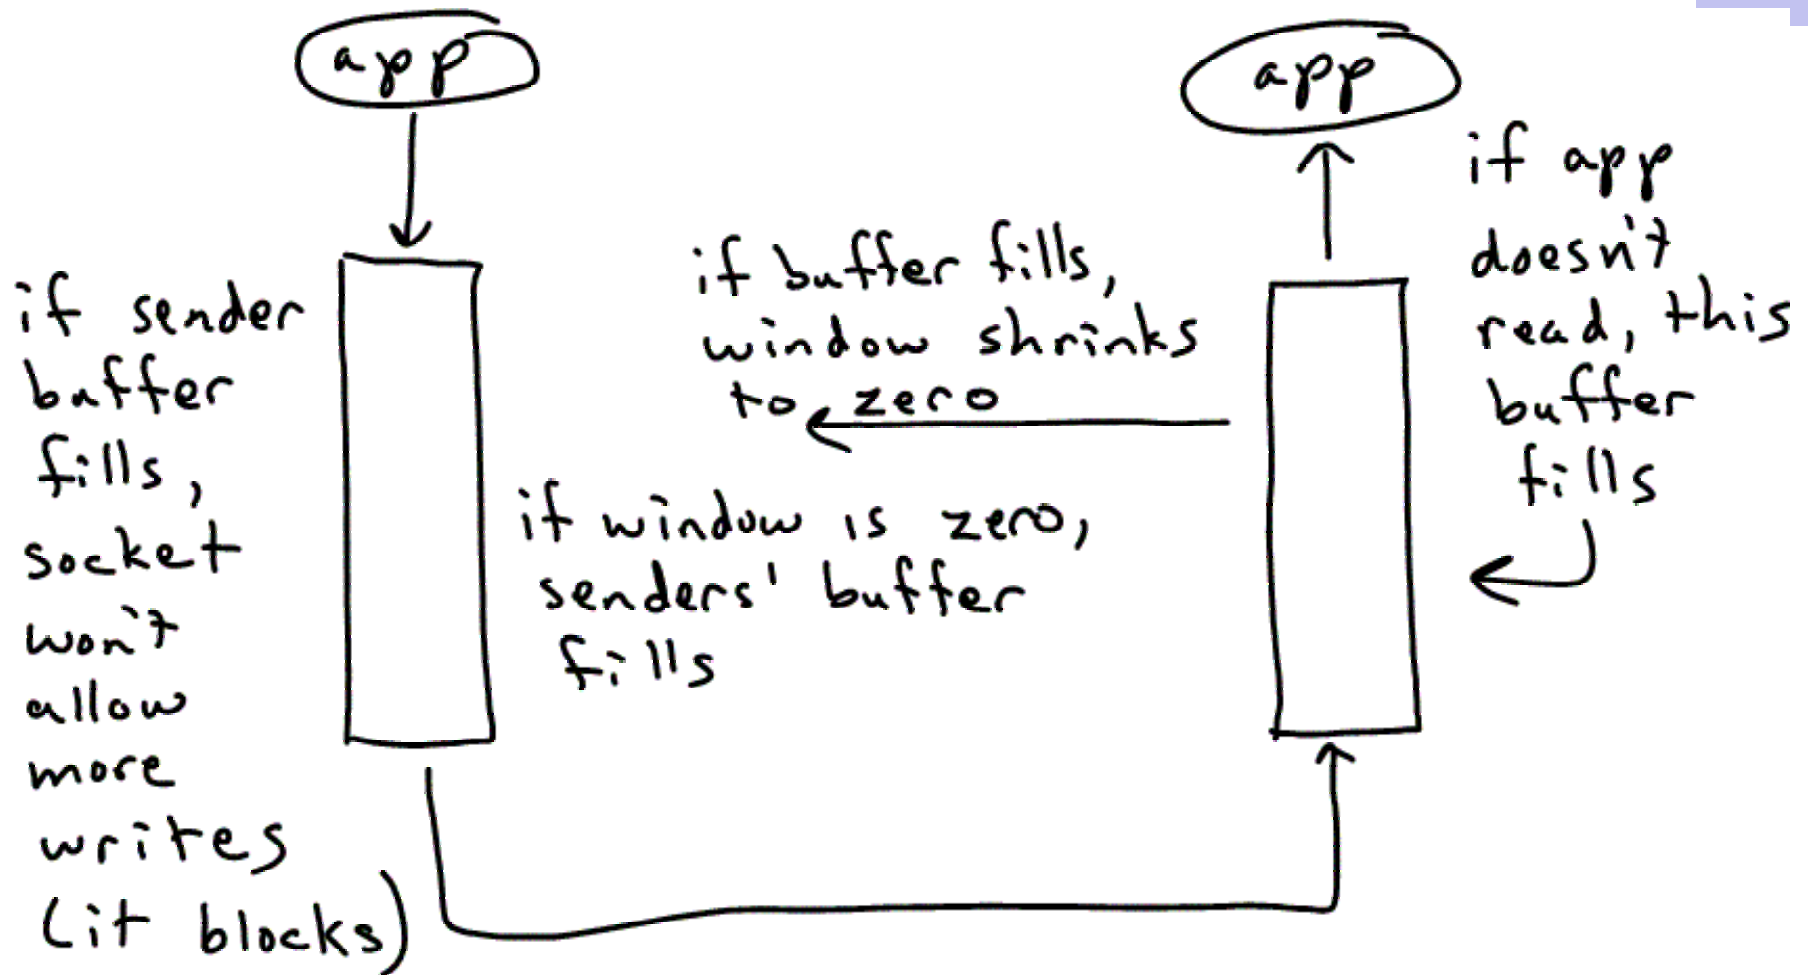 app
app
if sender
buffer
fills,
socket
won't
allow
more
writes
(it blocks)
if buffer fills,
window shrinks
to zero
if window is zero,
senders' buffer
fills
if app
doesn't
read, this
buffer
fills